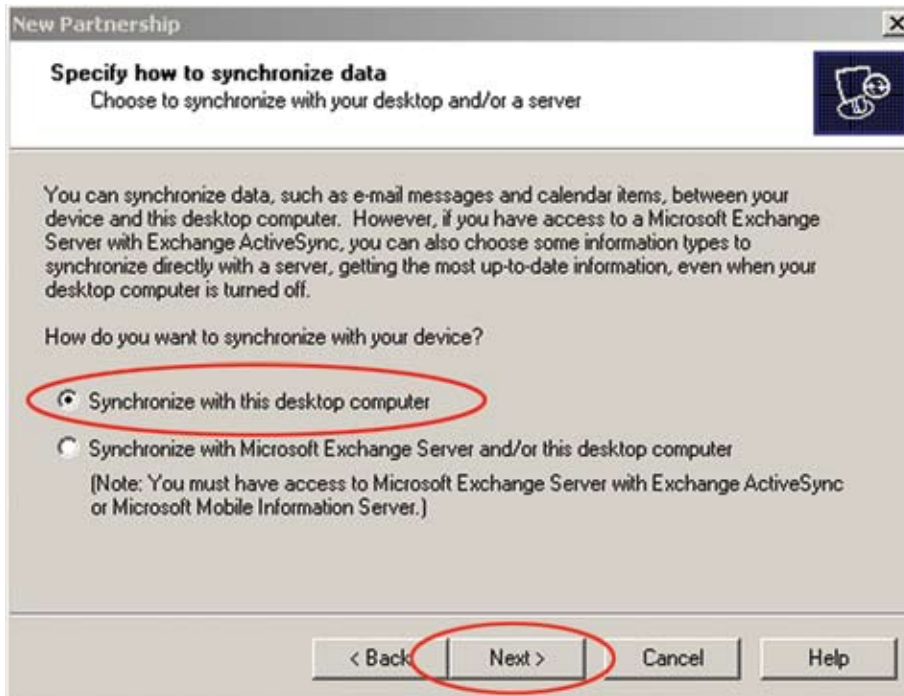 New Partnership
Specify how to synchronize data
Choose to synchronize with your desktop and/or a server
You can synchronize data, such as e-mail messages and calendar items, between your
device and this desktop computer. However, if you have access to a Microsoft Exchange
Server with Exchange ActiveSync, you can also choose some information types to
synchronize directly with a server, getting the most up-to-date information, even when your
desktop computer is turned off.
How do you want to synchronize with your device?
Synchronize with this desktop computer
Synchronize with Microsoft Exchange Server and/or this desktop computer
(Note: You must have access to Microsoft Exchange Server with Exchange ActiveSync
or Microsoft Mobile Information Server.)
< Back Next > Cancel Help